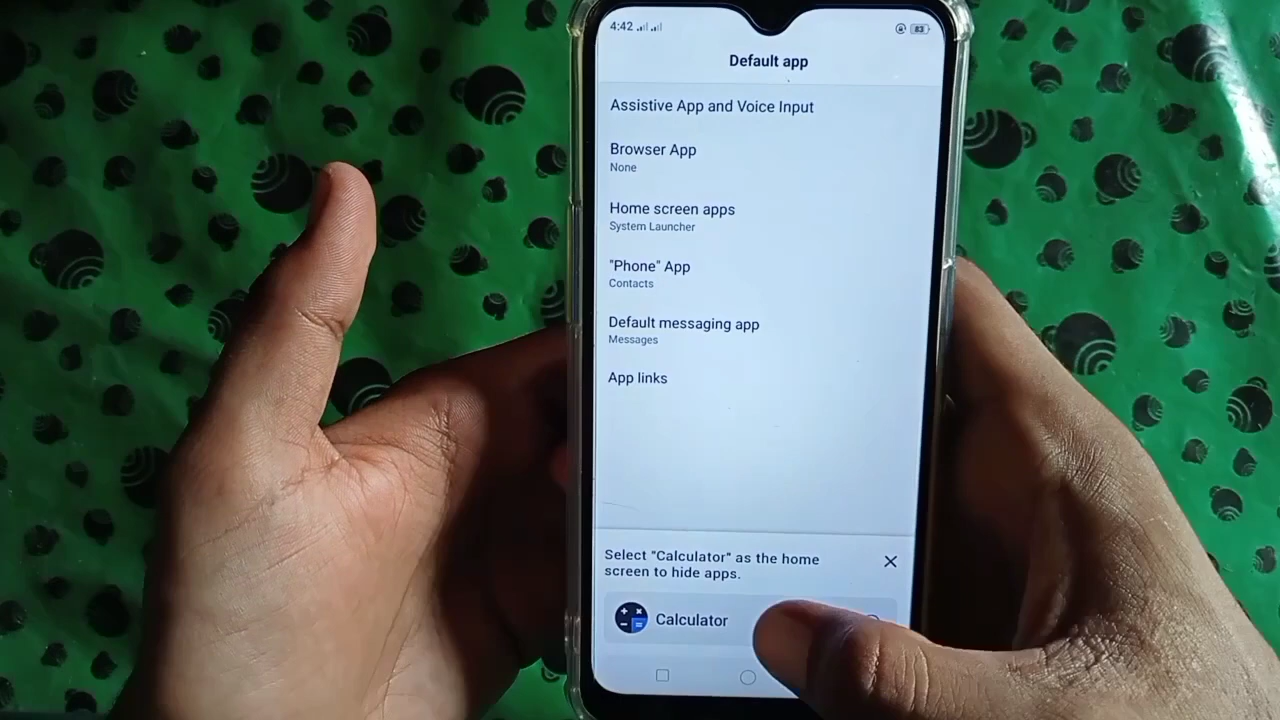 4:42
83
Default app
Assistive App and Voice Input
Browser App
None
Home screen apps
System Launcher
"Phone" App
Contacts
Default messaging app
Messages
App links
Select "Calculator" as the home
screen to hide apps.
Calculator